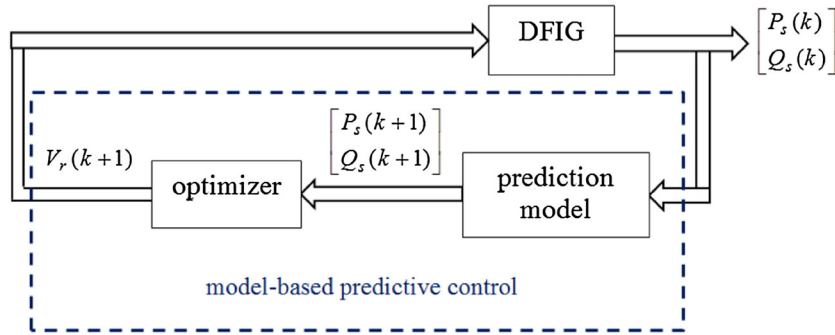 DFIG
[P_s(k)
Q_s(k)]
V_r(k+1)
[P_s(k+1)
Q_s(k+1)]
optimizer
prediction
model
model-based predictive control